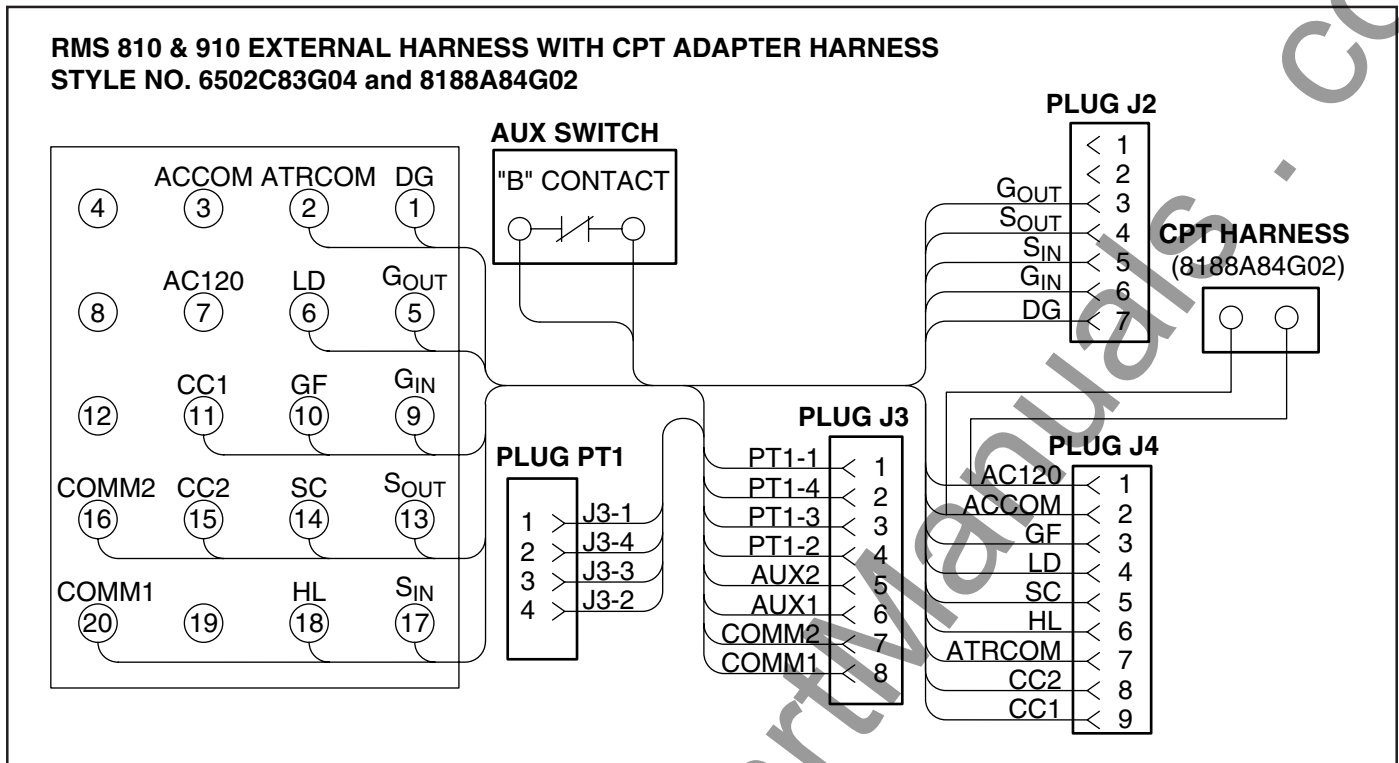 RMS 810 & 910 EXTERNAL HARNESS WITH CPT ADAPTER HARNESS
STYLE NO. 6502C83G04 and 8188A84G02
ACCOM ATRCOM DG
4 3 2 1
AC120 LD GOUT
8 7 6 5
CC1 GF GIN
12 11 10 9
COMM2 CC2 SC SOUT
16 15 14 13
COMM1 HL SIN
20 19 18 17
AUX SWITCH
"B" CONTACT
PLUG PT1
1 J3-1
2 J3-4
3 J3-3
4 J3-2
PLUG J3
PT1-1 1
PT1-4 2
PT1-3 3
PT1-2 4
AUX2 5
AUX1 6
COMM2 7
COMM1 8
PLUG J2
1
2
GOUT 3
SOUT 4
SIN 5
GIN 6
DG 7
CPT HARNESS
(8188A84G02)
PLUG J4
AC120 1
ACCOM 2
GF 3
LD 4
SC 5
HL 6
ATRCOM 7
CC2 8
CC1 9